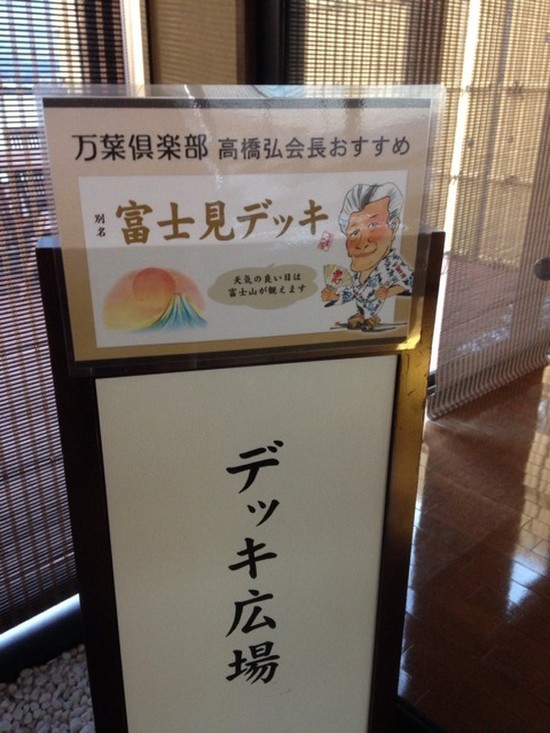 万葉倶楽部 高橋弘会長おすすめ
別名 富士見デッキ
天気の良い日は
富士山が観えます
デッキ広場